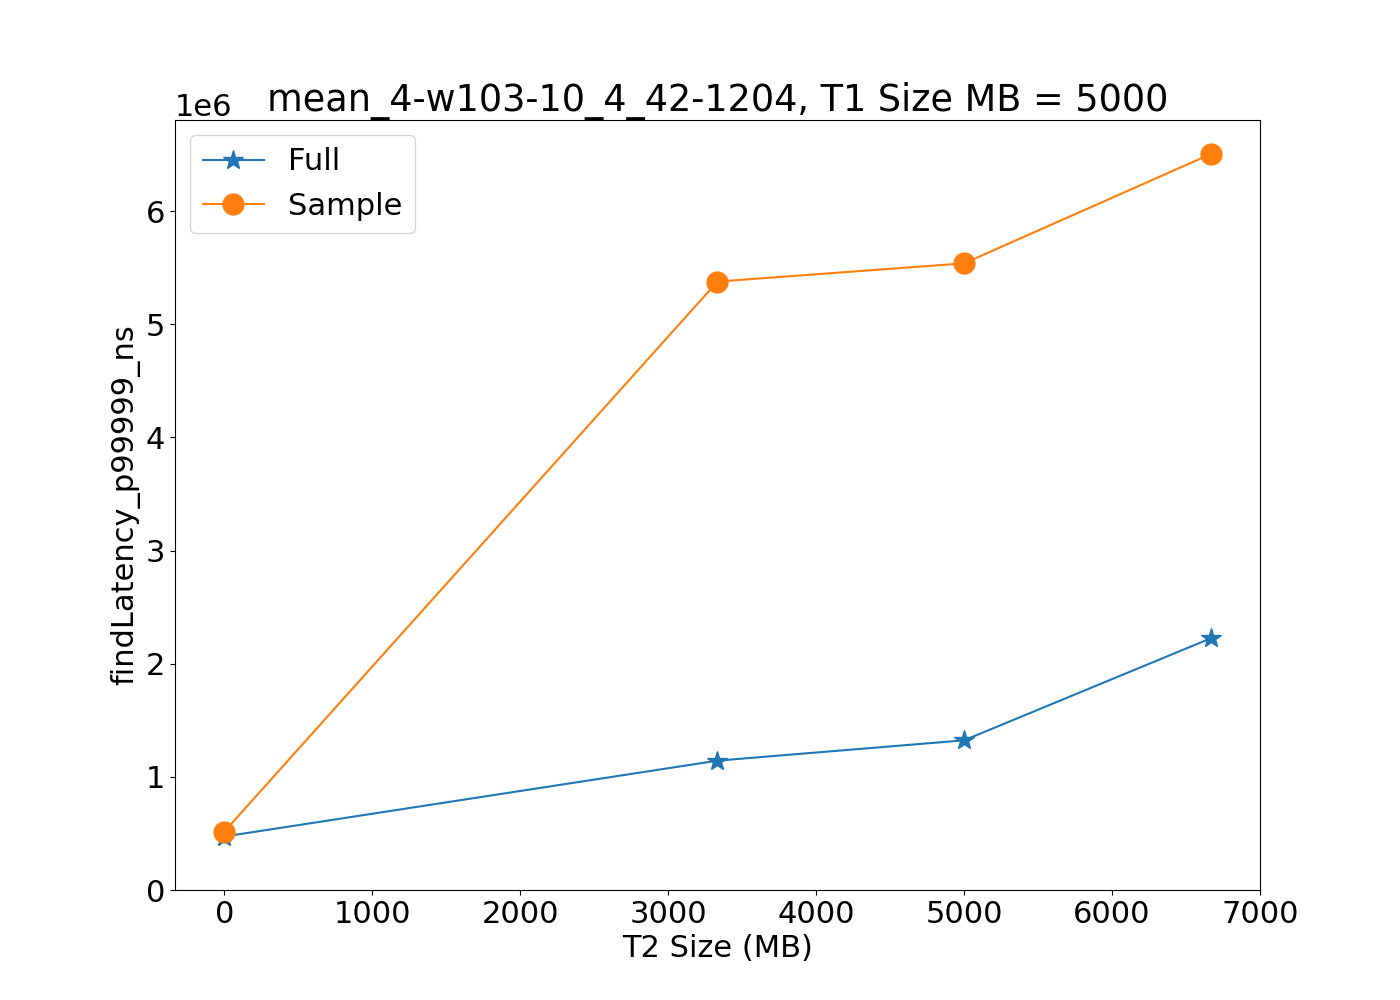 1e6
mean_4-w103-10_4_42-1204, T1 Size MB = 5000
Full
Sample
6
5
4
3
2
1
0
findLatency_p99999_ns
0 1000 2000 3000 4000 5000 6000 7000
T2 Size (MB)